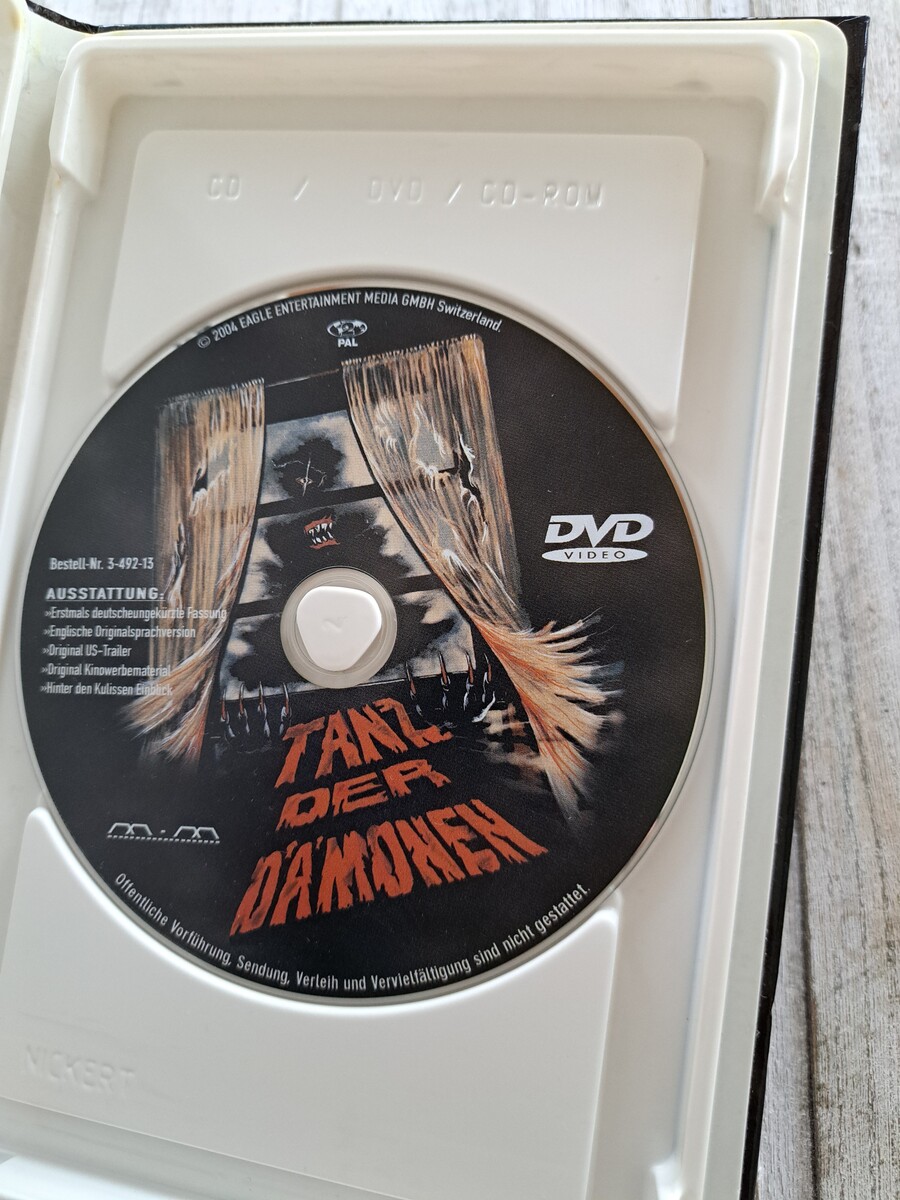 CD / DVD / CD-ROM
© 2004 EAGLE ENTERTAINMENT MEDIA GMBH Switzerland.
PAL
DVD
VIDEO
Bestell-Nr. 3-492-13
AUSSTATTUNG:
»Erstmals deutscheungekürzte Fassung
»Englische Originalsprachversion
»Original US-Trailer
»Original Kinowerbematerial
»Hinter den Kulissen Einblick
TANZ
DER
DÄMONEN
Öffentliche Vorführung, Sendung, Verleih und Vervielfältigung sind nicht gestattet.
VICKERT